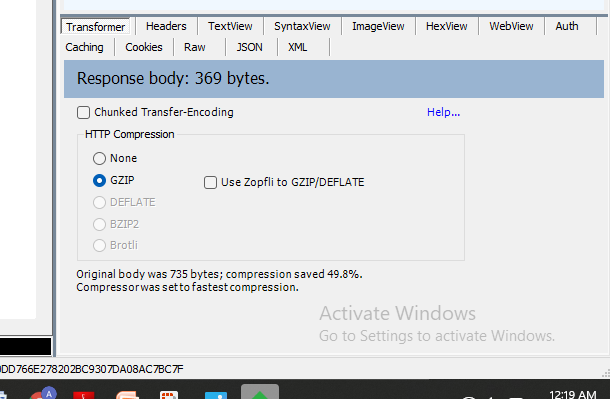 Transformer Headers TextView SyntaxView ImageView HexView WebView Auth
Caching Cookies Raw JSON XML
Response body: 369 bytes.
Chunked Transfer-Encoding Help...
HTTP Compression
None
GZIP Use Zopfli to GZIP/DEFLATE
DEFLATE
BZIP2
Brotli
Original body was 735 bytes; compression saved 49.8%.
Compressor was set to fastest compression.
Activate Windows
Go to Settings to activate Windows.
DD766E278202BC9307DA08AC7BC7F
A
12:19 AM